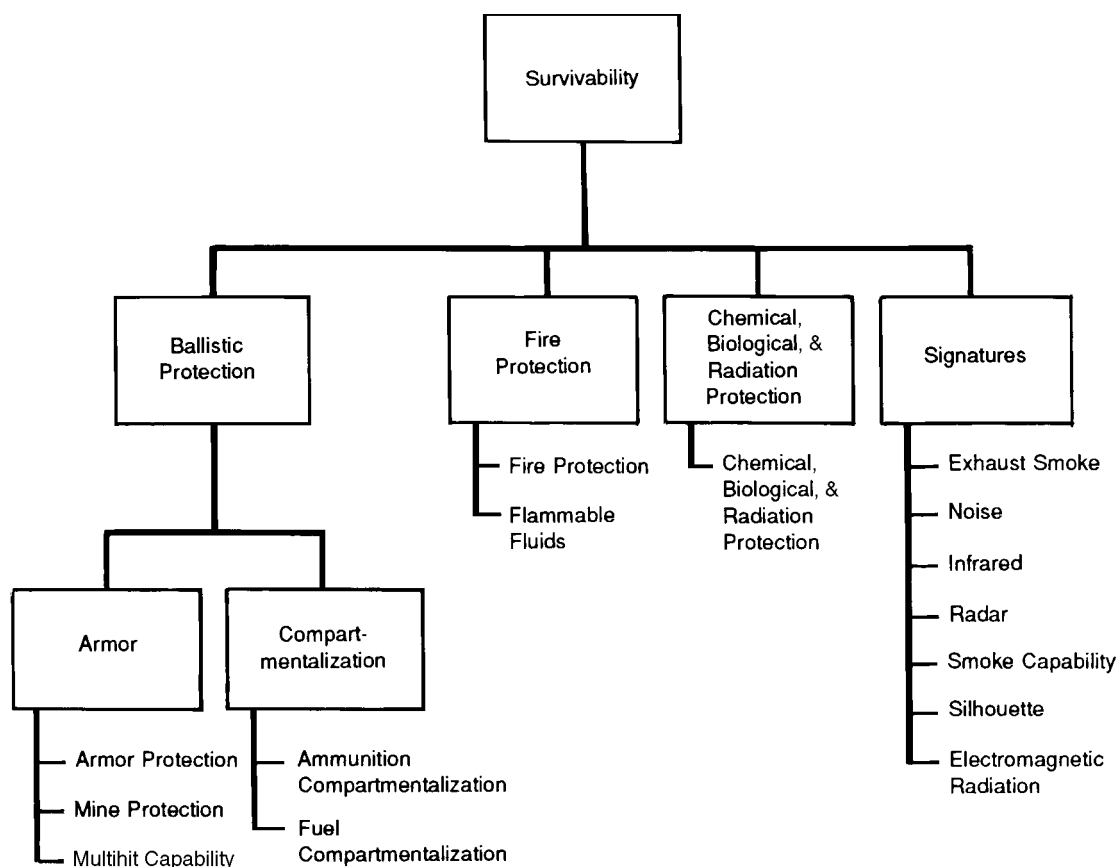 Survivability
Ballistic
Protection
Fire
Protection
Chemical,
Biological, &
Radiation
Protection
Signatures
Fire Protection
Flammable
Fluids
Chemical,
Biological, &
Radiation
Protection
Exhaust Smoke
Noise
Infrared
Radar
Smoke Capability
Silhouette
Electromagnetic
Radiation
Armor
Compart-
mentalization
Armor Protection
Mine Protection
Multihit Capability
Ammunition
Compartmentalization
Fuel
Compartmentalization